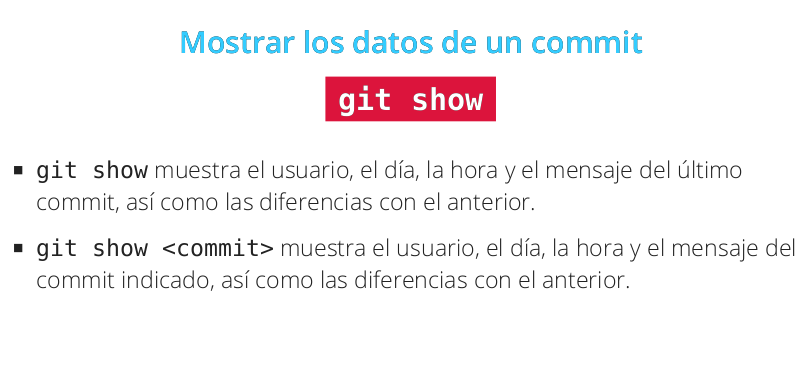 Mostrar los datos de un commit
git show
▪ git show muestra el usuario, el día, la hora y el mensaje del último
commit, así como las diferencias con el anterior.
▪ git show <commit> muestra el usuario, el día, la hora y el mensaje del
commit indicado, así como las diferencias con el anterior.